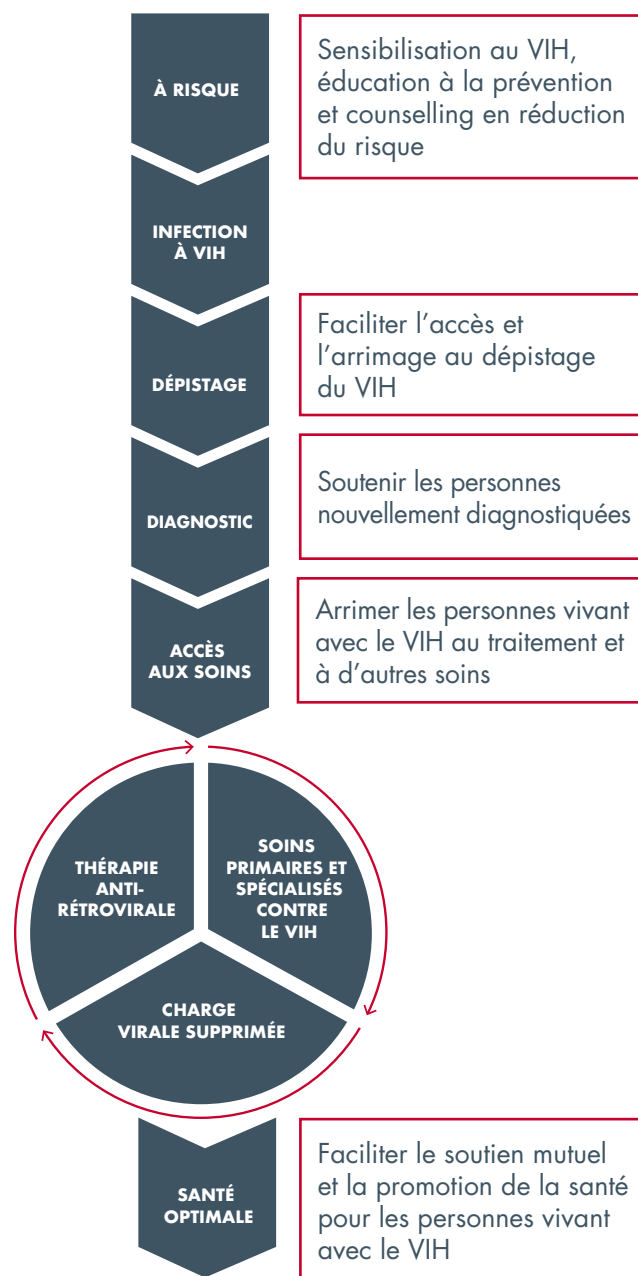 À RISQUE
Sensibilisation au VIH,
éducation à la prévention
et counselling en réduction
du risque
INFECTION
À VIH
DÉPISTAGE
Faciliter l’accès et
l’arrimage au dépistage
du VIH
DIAGNOSTIC
Soutenir les personnes
nouvellement diagnostiquées
ACCÈS
AUX SOINS
Arrimer les personnes vivant
avec le VIH au traitement et
à d’autres soins
THÉRAPIE
ANTI-
RÉTROVIRALE
SOINS
PRIMAIRES ET
SPÉCIALISÉS
CONTRE
LE VIH
CHARGE
VIRALE SUPPRIMÉE
SANTÉ
OPTIMALE
Faciliter le soutien mutuel
et la promotion de la santé
pour les personnes vivant
avec le VIH